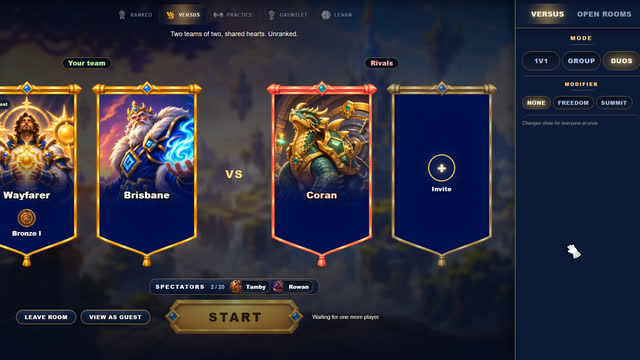 RANKED
VERSUS
PRACTICE
GAUNTLET
LEARN
Two teams of two, shared hearts. Unranked.
Your team
Rivals
Wayfarer
Bronze I
Brisbane
VS
Coran
Invite
SPECTATORS 2 / 20 Tamby Rowan
LEAVE ROOM
VIEW AS GUEST
START
Waiting for one more player.
VERSUS
OPEN ROOMS
MODE
1V1
GROUP
DUOS
MODIFIER
NONE
FREEDOM
SUMMIT
Changes show for everyone at once.